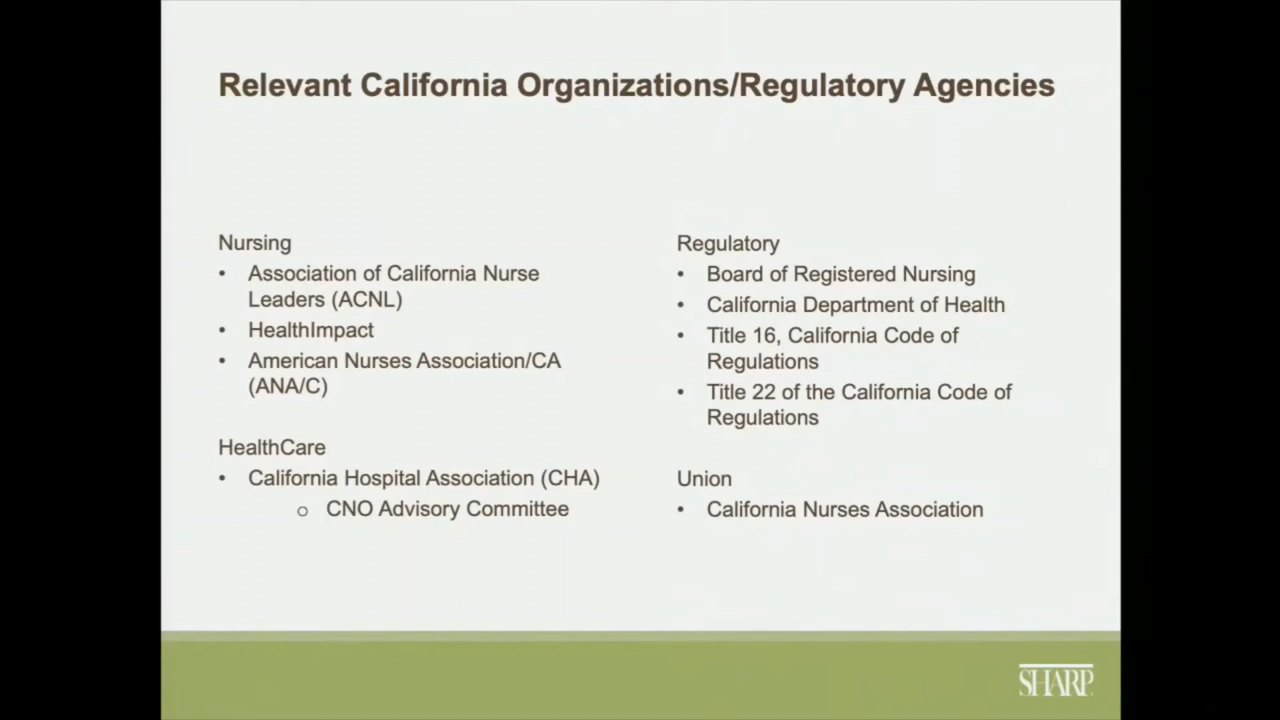 Relevant California Organizations/Regulatory Agencies
Nursing
• Association of California Nurse
Leaders (ACNL)
• HealthImpact
• American Nurses Association/CA
(ANA/C)
HealthCare
• California Hospital Association (CHA)
o CNO Advisory Committee
Regulatory
• Board of Registered Nursing
• California Department of Health
• Title 16, California Code of
Regulations
• Title 22 of the California Code of
Regulations
Union
• California Nurses Association
SHARP